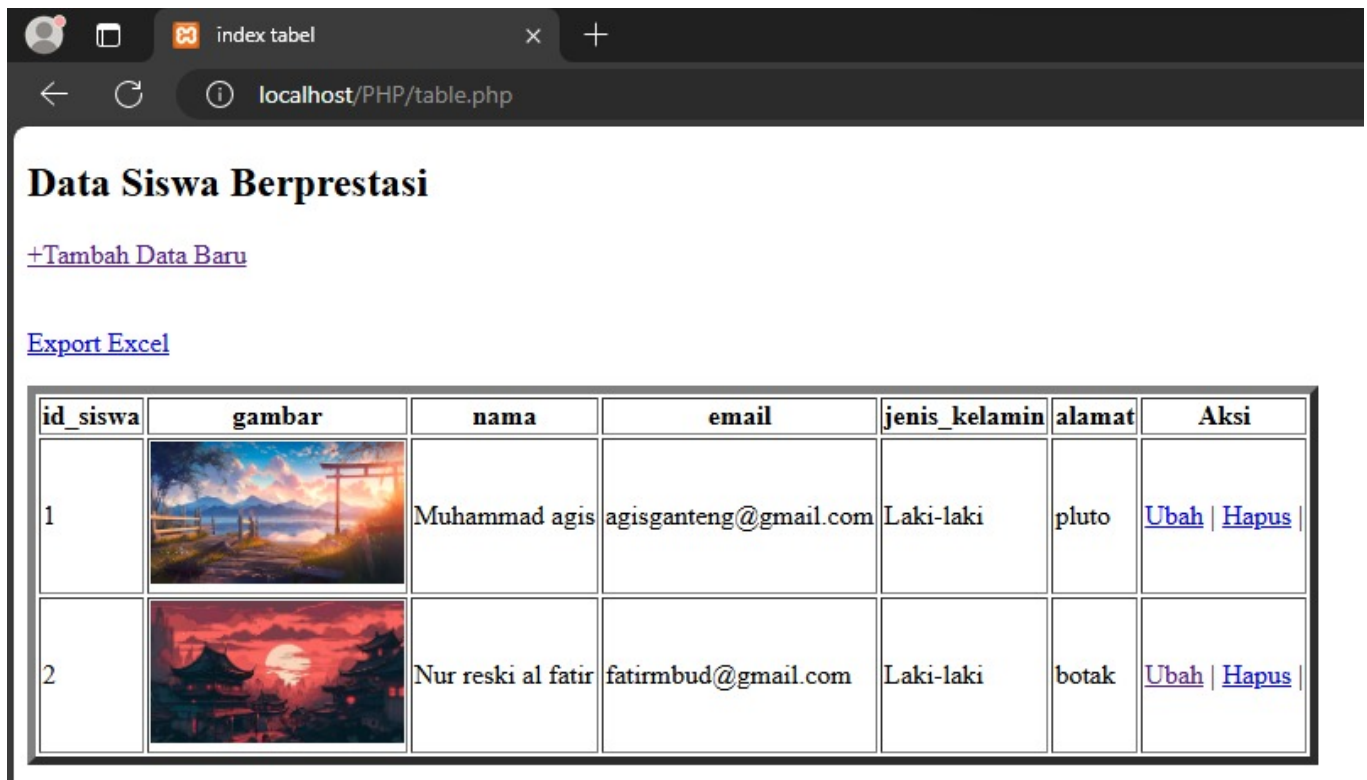 index tabel
localhost/PHP/table.php
Data Siswa Berprestasi
+Tambah Data Baru
Export Excel
id_siswa gambar nama email jenis_kelamin alamat Aksi
1 Muhammad agis agisganteng@gmail.com Laki-laki pluto Ubah | Hapus |
2 Nur reski al fatir fatirmbud@gmail.com Laki-laki botak Ubah | Hapus |